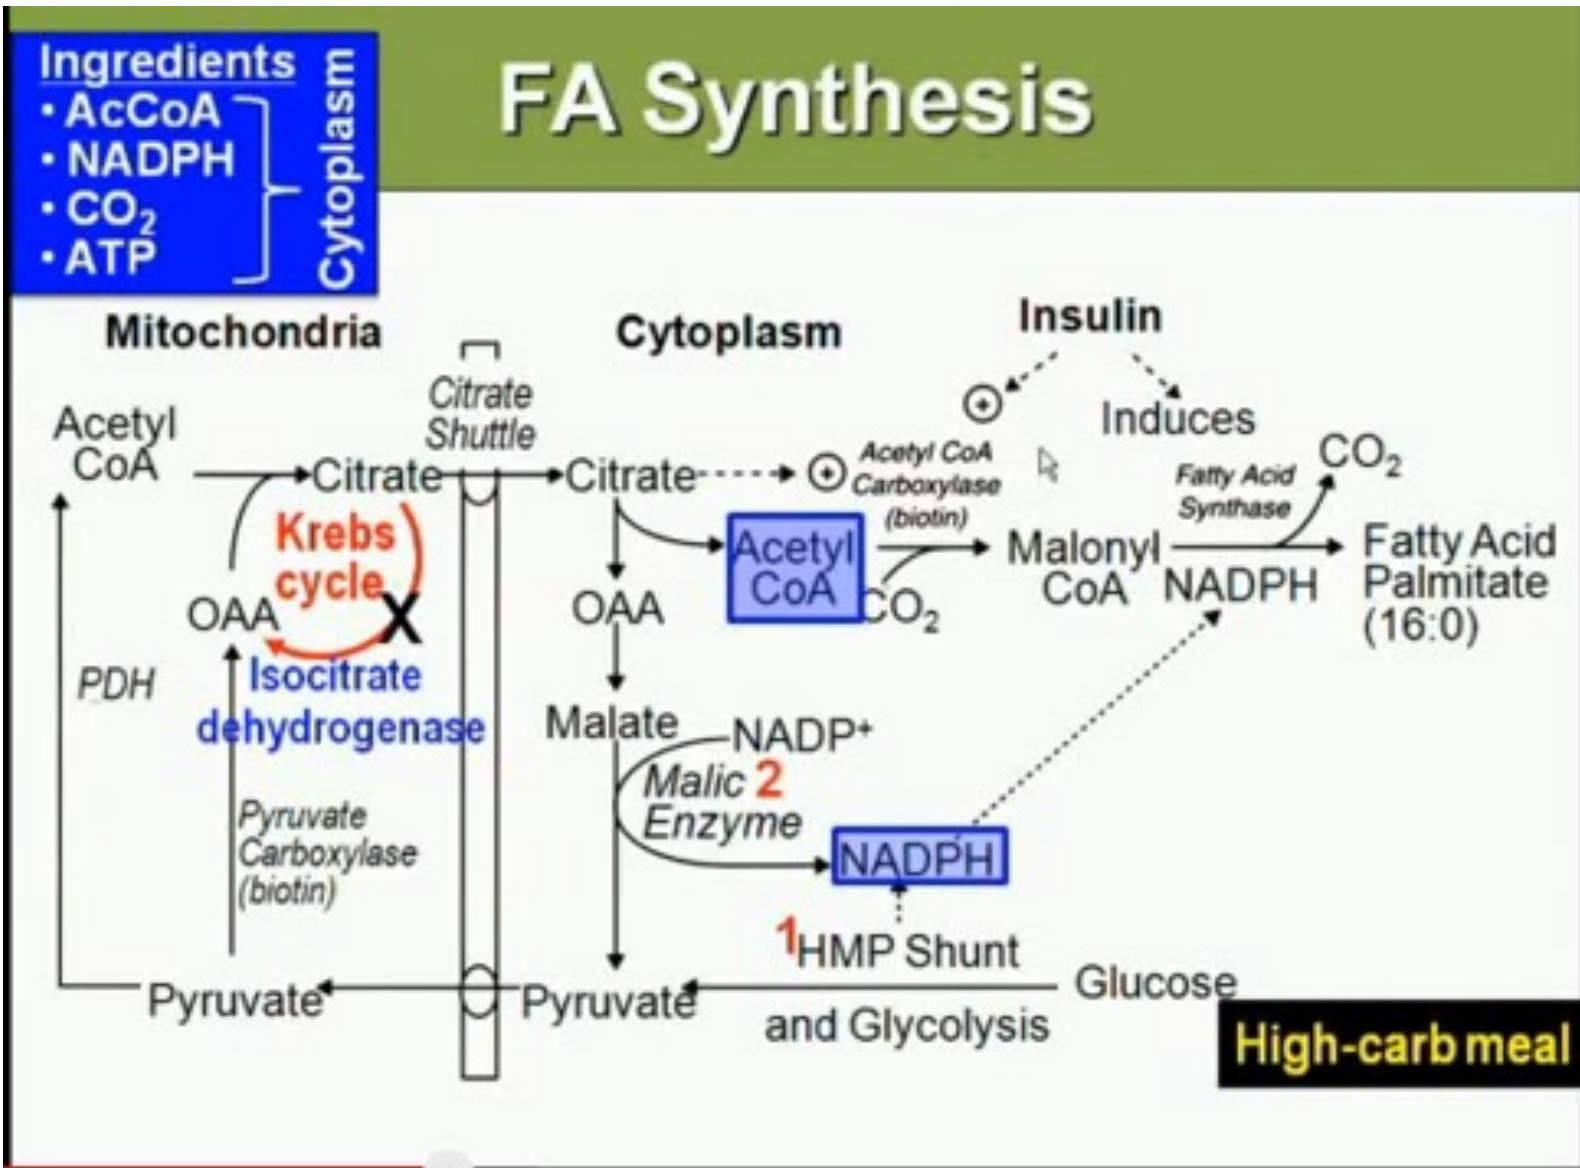 Ingredients
• AcCoA
• NADPH
• CO₂
• ATP
Cytoplasm
FA Synthesis
Mitochondria
Cytoplasm
Insulin
Citrate
Shuttle
+
Induces
Acetyl
CoA
Citrate
Citrate
+
Acetyl CoA
Carboxylase
(biotin)
Fatty Acid
Synthase
CO₂
Krebs
cycle
X
OAA
Isocitrate
dehydrogenase
OAA
Acetyl
CoA
CO₂
Malonyl
CoA
NADPH
Fatty Acid
Palmitate
(16:0)
PDH
Malate
NADP⁺
Malic 2
Enzyme
NADPH
Pyruvate
Carboxylase
(biotin)
1
HMP Shunt
Pyruvate
Pyruvate
Glucose
and Glycolysis
High-carb meal